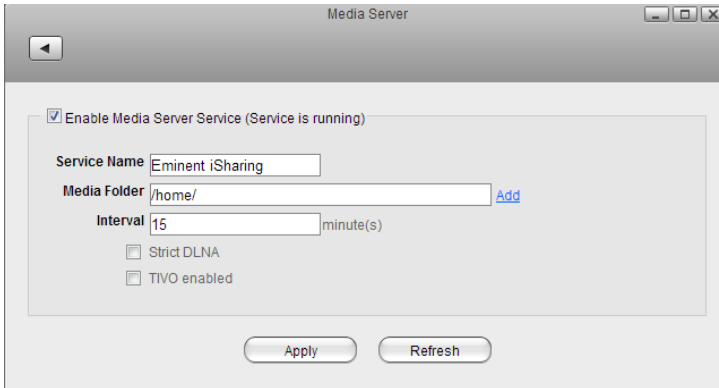 Media Server
Enable Media Server Service (Service is running)
Service Name Eminent iSharing
Media Folder /home/ Add
Interval 15 minute(s)
Strict DLNA
TIVO enabled
Apply Refresh